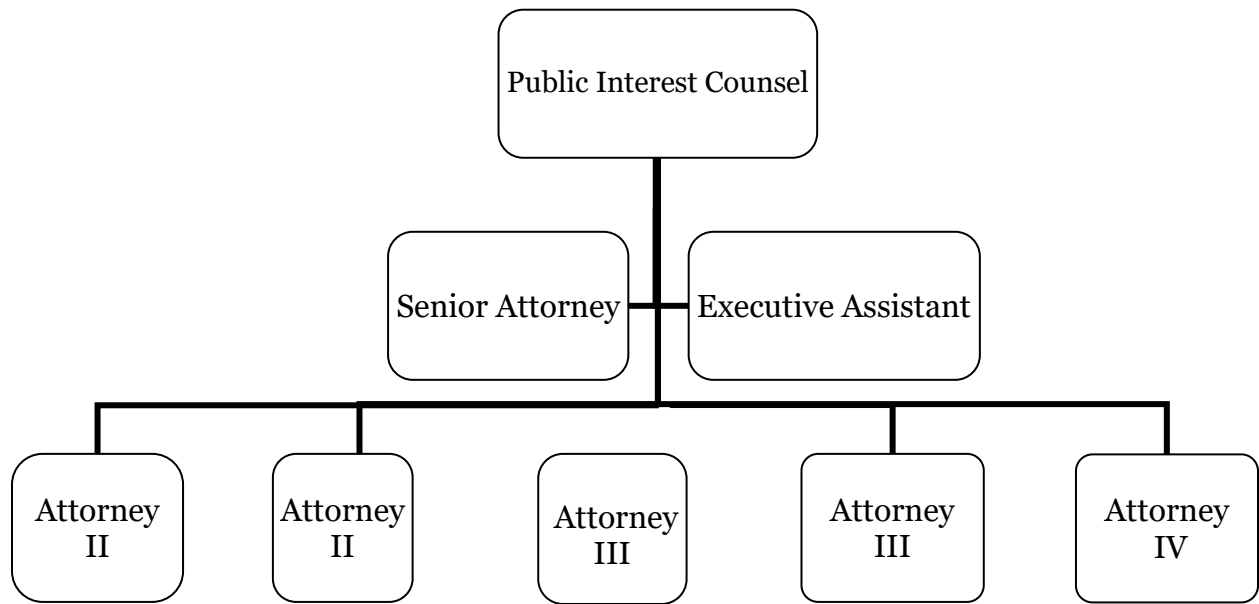 Public Interest Counsel
Senior Attorney
Executive Assistant
Attorney
II
Attorney
II
Attorney
III
Attorney
III
Attorney
IV